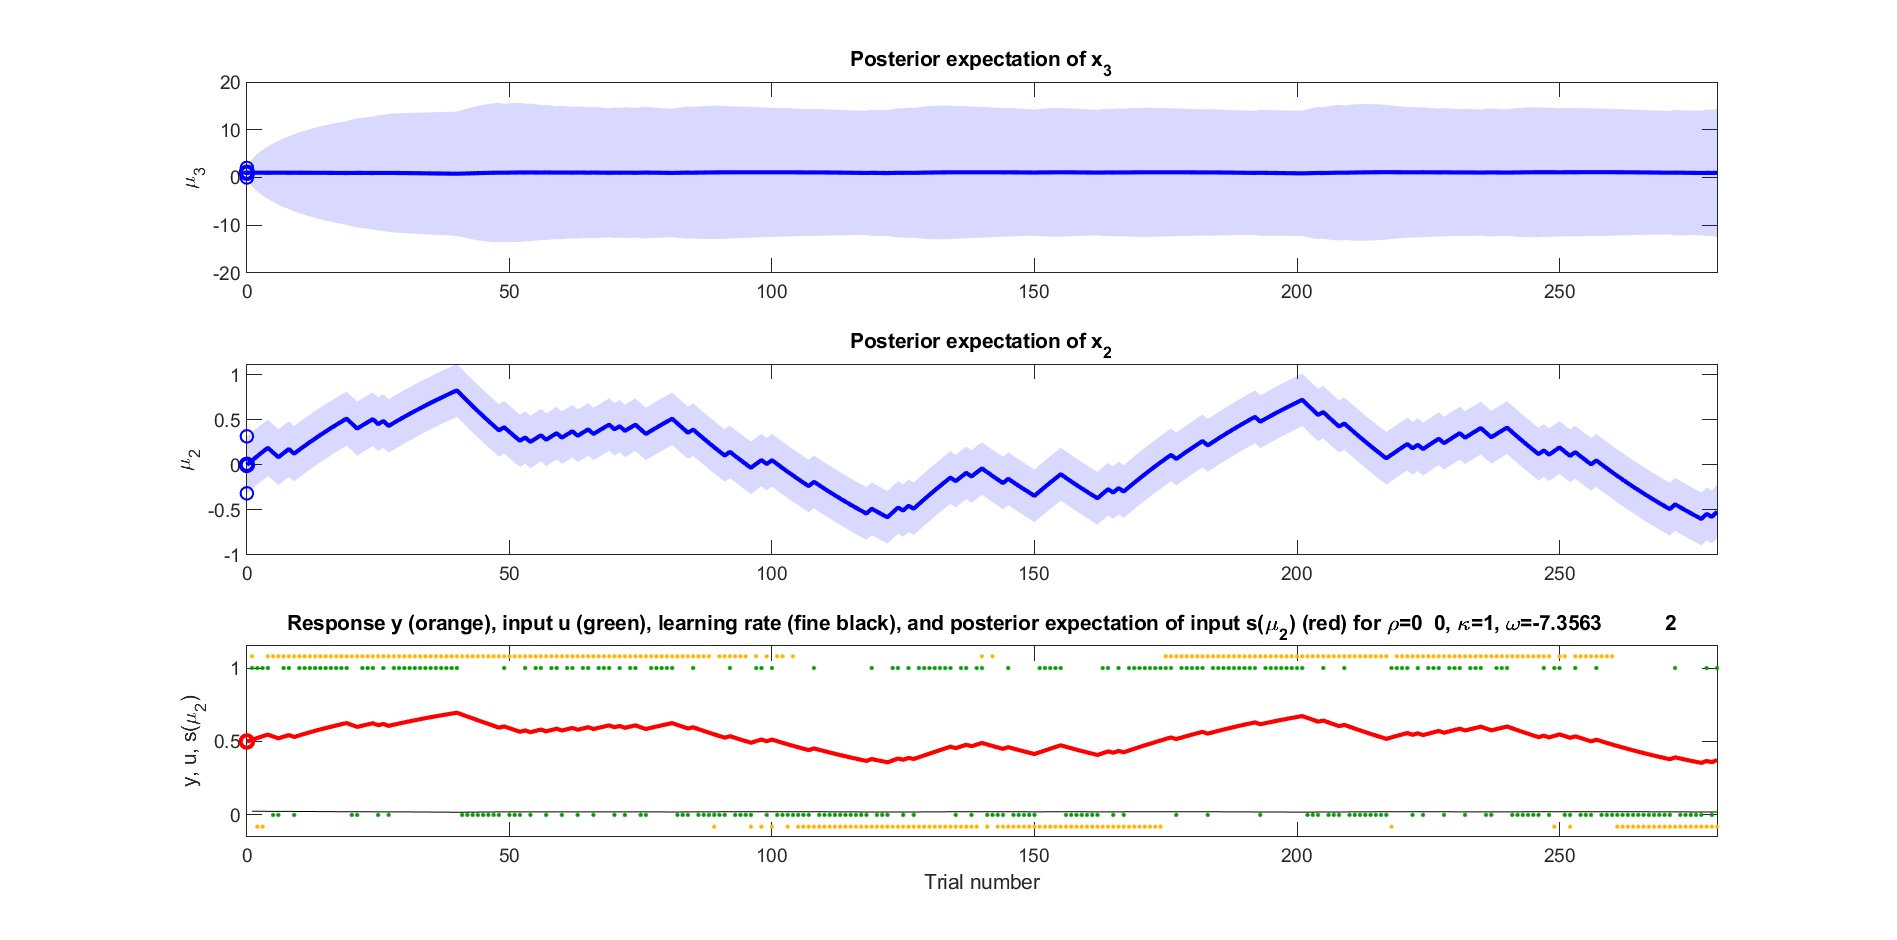 Posterior expectation of x3
20
10
0
-10
-20
μ3
0 50 100 150 200 250
Posterior expectation of x2
1
0.5
0
-0.5
-1
μ2
0 50 100 150 200 250
Response y (orange), input u (green), learning rate (fine black), and posterior expectation of input s(μ2) (red) for ρ=0 0, κ=1, ω=-7.3563 2
1
0.5
0
y, u, s(μ2)
0 50 100 150 200 250
Trial number